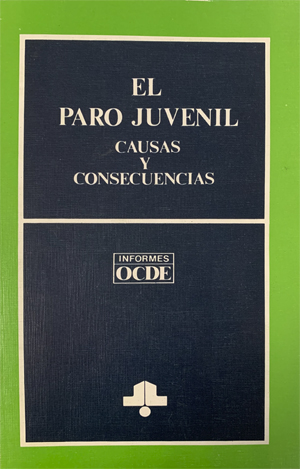 EL
PARO JUVENIL
CAUSAS
Y
CONSECUENCIAS
INFORMES
OCDE